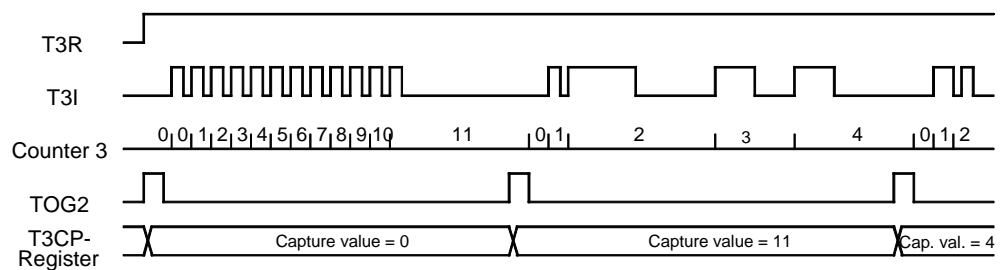 T3R
T3I
Counter 3 0 0 1 2 3 4 5 6 7 8 9 10 11 0 1 2 3 4 0 1 2
TOG2
T3CP-
Register
Capture value = 0 Capture value = 11 Cap. val. = 4